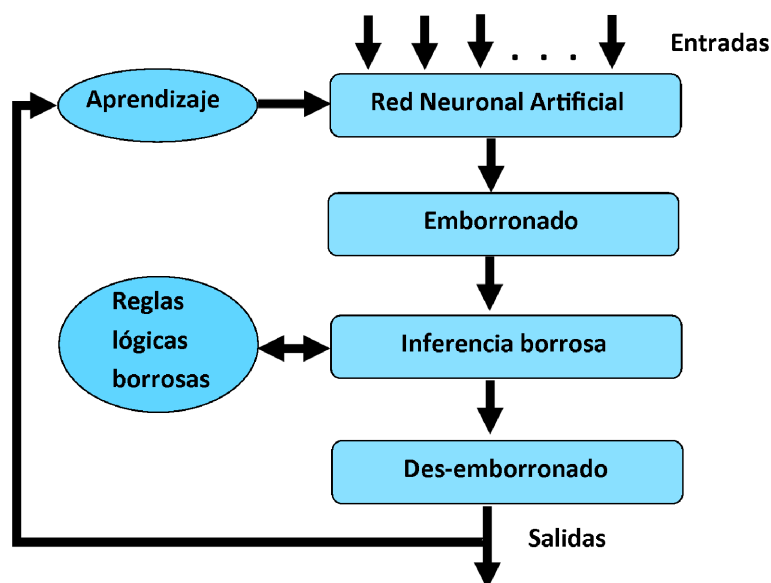 Entradas
Aprendizaje
Red Neuronal Artificial
Emborronado
Reglas
lógicas
borrosas
Inferencia borrosa
Des-emborronado
Salidas